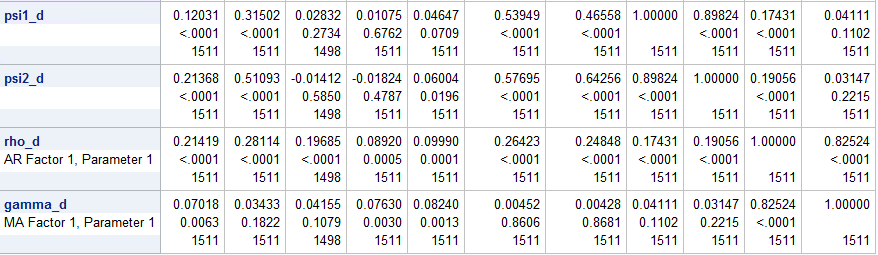 psi1_d 0.12031 0.31502 0.02832 0.01075 0.04647 0.53949 0.46558 1.00000 0.89824 0.17431 0.04111
<.0001 <.0001 0.2734 0.6762 0.0709 <.0001 <.0001 <.0001 <.0001 0.1102
1511 1511 1498 1511 1511 1511 1511 1511 1511 1511 1511
psi2_d 0.21368 0.51093 -0.01412 -0.01824 0.06004 0.57695 0.64256 0.89824 1.00000 0.19056 0.03147
<.0001 <.0001 0.5850 0.4787 0.0196 <.0001 <.0001 <.0001 <.0001 0.2215
1511 1511 1498 1511 1511 1511 1511 1511 1511 1511 1511
rho_d 0.21419 0.28114 0.19685 0.08920 0.09990 0.26423 0.24848 0.17431 0.19056 1.00000 0.82524
AR Factor 1, Parameter 1 <.0001 <.0001 <.0001 0.0005 0.0001 <.0001 <.0001 <.0001 <.0001 <.0001
1511 1511 1498 1511 1511 1511 1511 1511 1511 1511 1511
gamma_d 0.07018 0.03433 0.04155 0.07630 0.08240 0.00452 0.00428 0.04111 0.03147 0.82524 1.00000
MA Factor 1, Parameter 1 0.0063 0.1822 0.1079 0.0030 0.0013 0.8606 0.8681 0.1102 0.2215 <.0001
1511 1511 1498 1511 1511 1511 1511 1511 1511 1511 1511